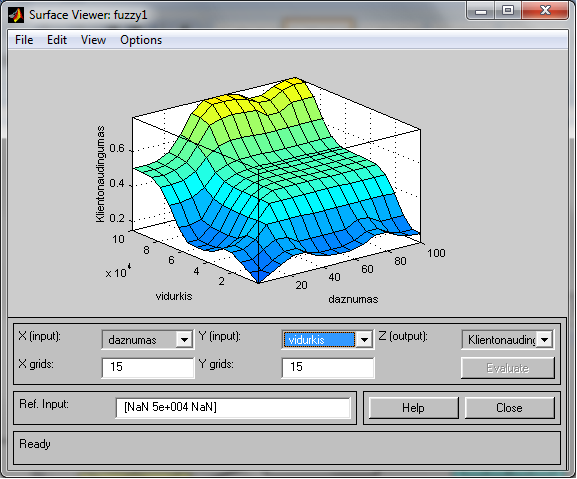 Surface Viewer: fuzzy1
File Edit View Options
Klientonaudingumas
0.6
0.4
0.2
10
8
6
4
2
x 10⁴
vidurkis
20
40
60
80
100
daznumas
X (input): daznumas Y (input): vidurkis Z (output): Klientonauding
X grids: 15 Y grids: 15 Evaluate
Ref. Input: [NaN 5e+004 NaN] Help Close
Ready